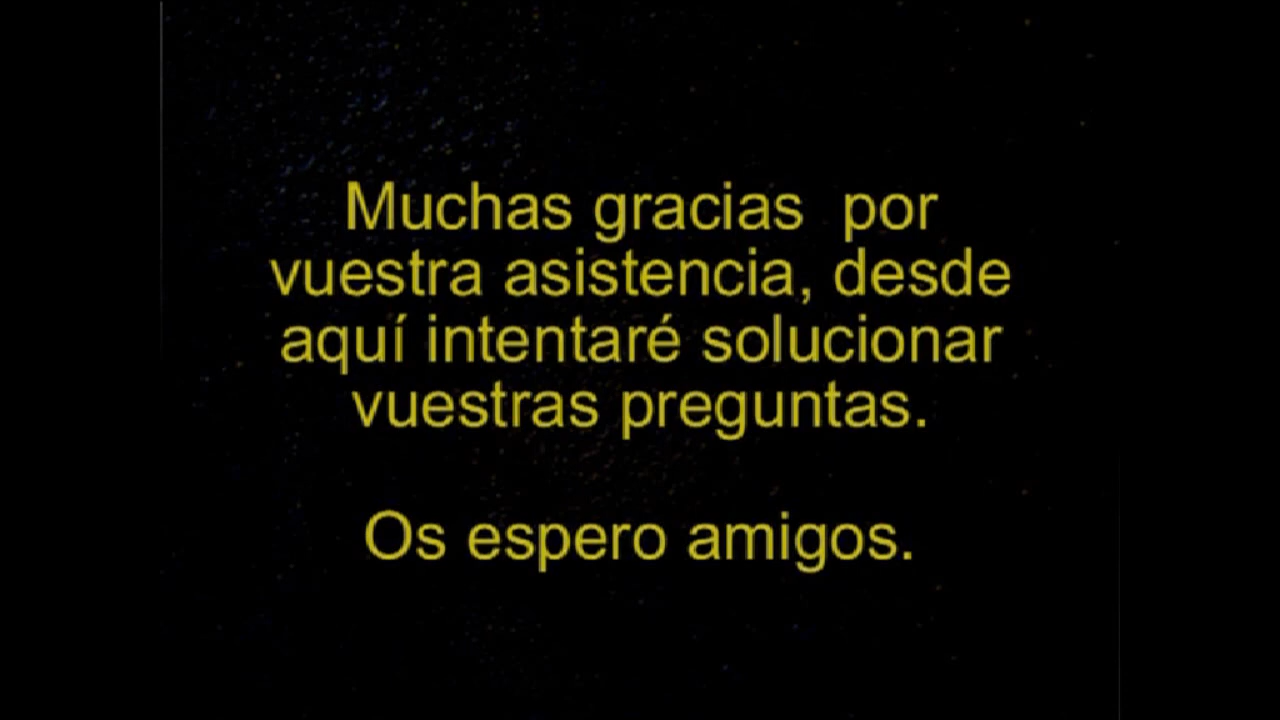 Muchas gracias  por
vuestra asistencia, desde
aquí intentaré solucionar
vuestras preguntas.
Os espero amigos.